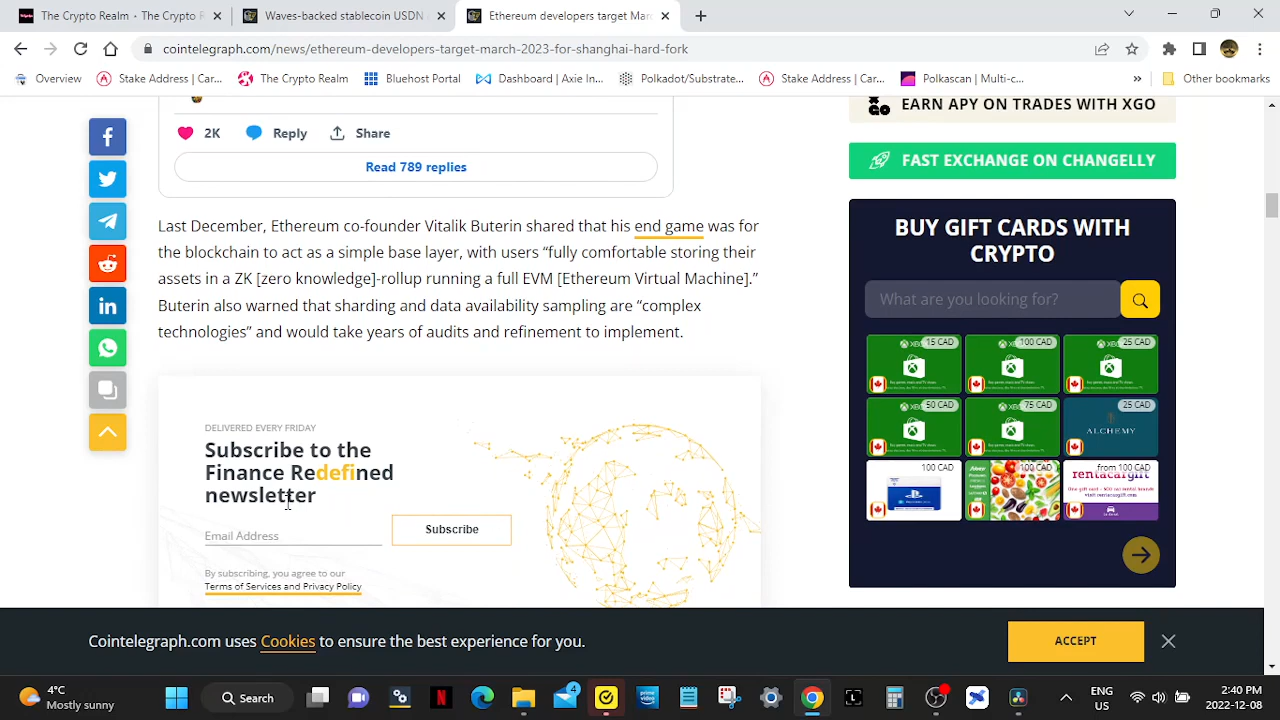 Ethereum developers target Mar
cointelegraph.com/news/ethereum-developers-target-march-2023-for-shanghai-hard-fork
Overview
Stake Address | Car...
The Crypto Realm
Bluehost Portal
Dashboard | Axie In...
Polkadot/Substrate...
Stake Address | Car...
Polkascan | Multi-c...
»
Other bookmarks
EARN APY ON TRADES WITH XGO
2K
Reply
Share
Read 789 replies
FAST EXCHANGE ON CHANGELLY
Last December, Ethereum co-founder Vitalik Buterin shared that his end game was for
the blockchain to act as a simple base layer, with users “fully comfortable storing their
assets in a ZK [zero knowledge]-rollup running a full EVM [Ethereum Virtual Machine].”
Buterin also warned that sharding and data availability sampling are “complex
technologies” and would take years of audits and refinement to implement.
BUY GIFT CARDS WITH
CRYPTO
What are you looking for?
15 CAD
100 CAD
25 CAD
50 CAD
75 CAD
25 CAD
ALCHEMY
100 CAD
100 CAD
from 100 CAD
rentacargift
DELIVERED EVERY FRIDAY
Subscribe to the
Finance Redefined
newsletter
Email Address
Subscribe
By subscribing, you agree to our
Terms of Services and Privacy Policy
Cointelegraph.com uses Cookies to ensure the best experience for you.
ACCEPT
4°C
Mostly sunny
Search
4
ENG
US
2:40 PM
2022-12-08